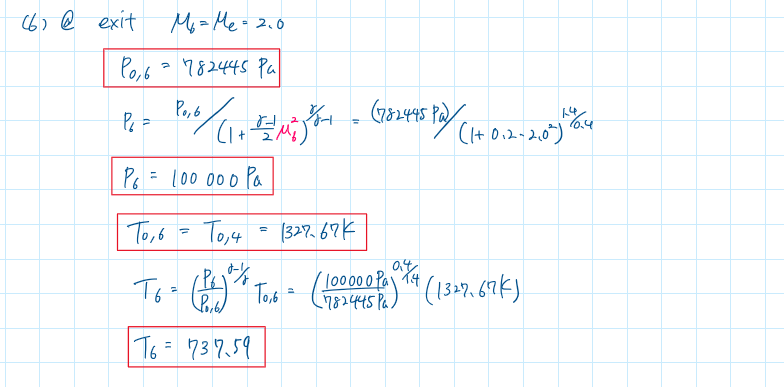 (6) @ exit M₆ = Mₑ = 2.0
P₀,₆ = 782445 Pa
P₆ = P₀,₆ / (1 + (γ-1)/2 M₆²)^(γ/γ-1) = (782445 Pa) / (1 + 0.2 - 2.0²)^(1.4/0.4)
P₆ = 100 000 Pa
T₀,₆ = T₀,₄ = 1327.67K
T₆ = (P₆/P₀,₆)^(γ-1/γ) T₀,₆ = (100000 Pa/782445 Pa)^(0.4/1.4) (1327.67K)
T₆ = 737.59